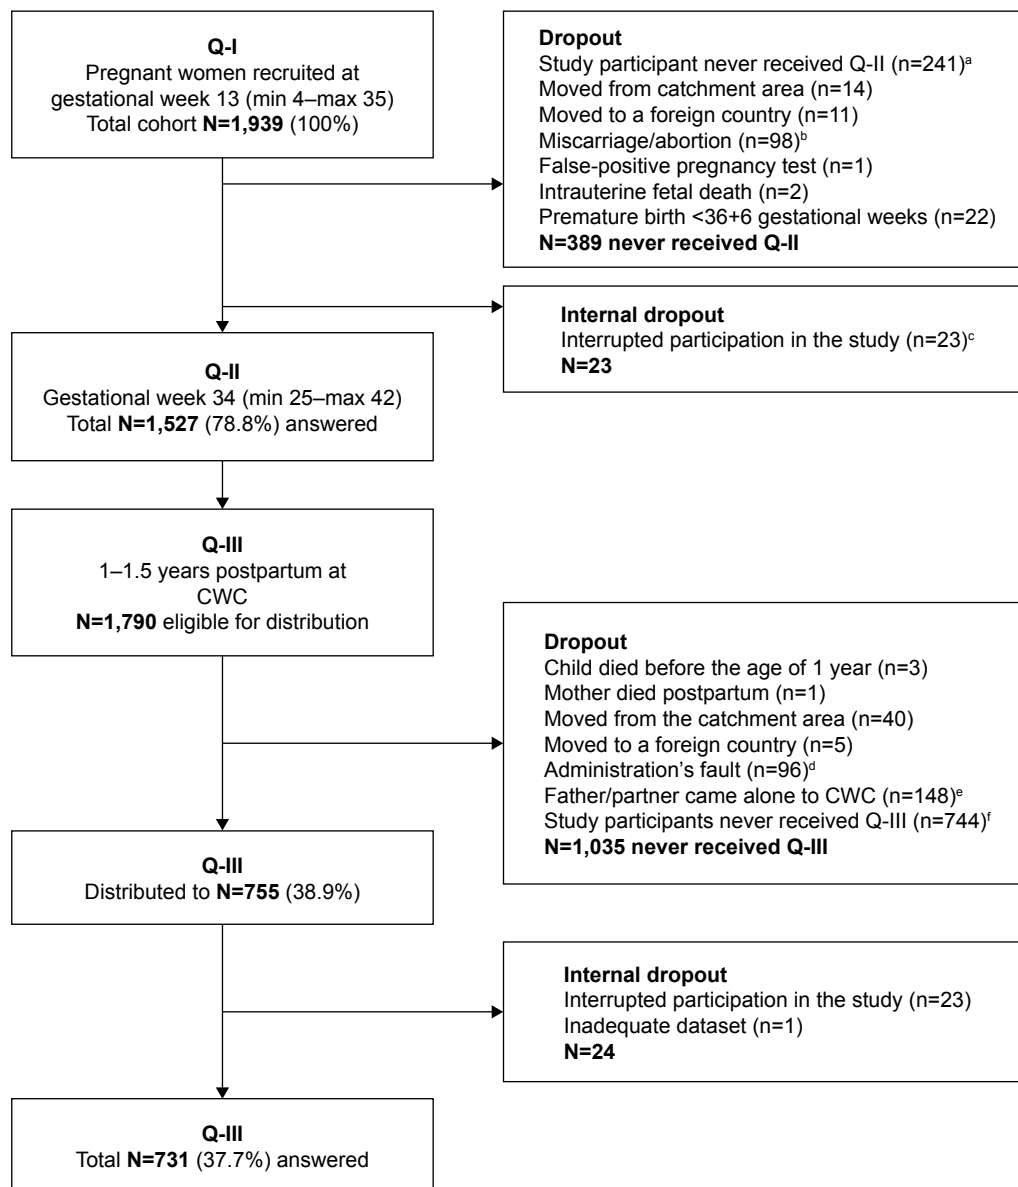 Q-I
Pregnant women recruited at
gestational week 13 (min 4–max 35)
Total cohort N=1,939 (100%)
Dropout
Study participant never received Q-II (n=241)ᵃ
Moved from catchment area (n=14)
Moved to a foreign country (n=11)
Miscarriage/abortion (n=98)ᵇ
False-positive pregnancy test (n=1)
Intrauterine fetal death (n=2)
Premature birth <36+6 gestational weeks (n=22)
N=389 never received Q-II
Internal dropout
Interrupted participation in the study (n=23)ᶜ
N=23
Q-II
Gestational week 34 (min 25–max 42)
Total N=1,527 (78.8%) answered
Q-III
1–1.5 years postpartum at
CWC
N=1,790 eligible for distribution
Dropout
Child died before the age of 1 year (n=3)
Mother died postpartum (n=1)
Moved from the catchment area (n=40)
Moved to a foreign country (n=5)
Administration's fault (n=96)ᵈ
Father/partner came alone to CWC (n=148)ᵉ
Study participants never received Q-III (n=744)ᶠ
N=1,035 never received Q-III
Q-III
Distributed to N=755 (38.9%)
Internal dropout
Interrupted participation in the study (n=23)
Inadequate dataset (n=1)
N=24
Q-III
Total N=731 (37.7%) answered